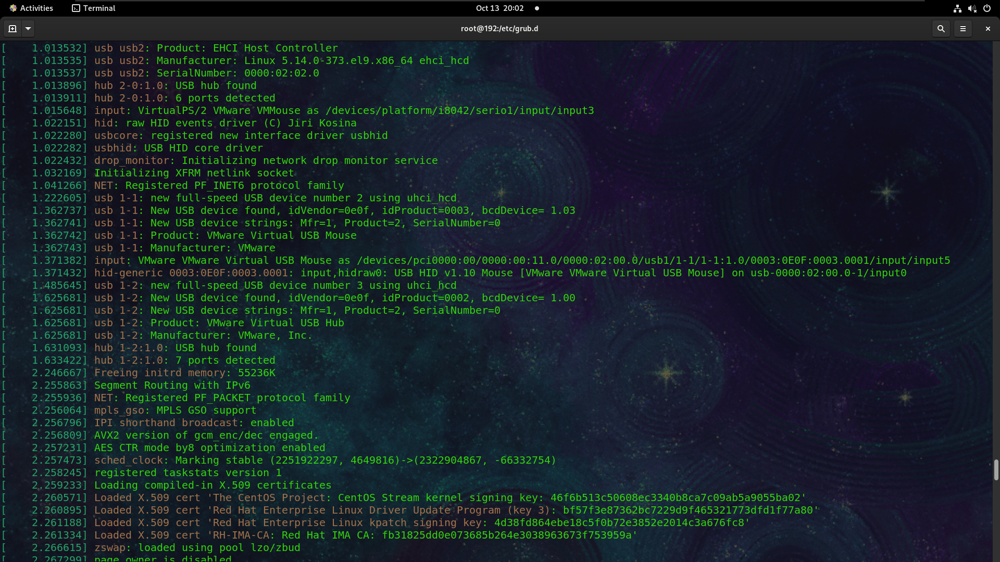 Activities Terminal Oct 13 20:02
root@192:/etc/grub.d
[    1.013532] usb usb2: Product: EHCI Host Controller
[    1.013535] usb usb2: Manufacturer: Linux 5.14.0-373.el9.x86_64 ehci_hcd
[    1.013537] usb usb2: SerialNumber: 0000:02:02.0
[    1.013896] hub 2-0:1.0: USB hub found
[    1.013911] hub 2-0:1.0: 6 ports detected
[    1.015648] input: VirtualPS/2 VMware VMMouse as /devices/platform/i8042/serio1/input/input3
[    1.022151] hid: raw HID events driver (C) Jiri Kosina
[    1.022280] usbcore: registered new interface driver usbhid
[    1.022282] usbhid: USB HID core driver
[    1.022432] drop_monitor: Initializing network drop monitor service
[    1.032169] Initializing XFRM netlink socket
[    1.041266] NET: Registered PF_INET6 protocol family
[    1.222605] usb 1-1: new full-speed USB device number 2 using uhci_hcd
[    1.362737] usb 1-1: New USB device found, idVendor=0e0f, idProduct=0003, bcdDevice= 1.03
[    1.362741] usb 1-1: New USB device strings: Mfr=1, Product=2, SerialNumber=0
[    1.362742] usb 1-1: Product: VMware Virtual USB Mouse
[    1.362743] usb 1-1: Manufacturer: VMware
[    1.371382] input: VMware VMware Virtual USB Mouse as /devices/pci0000:00/0000:00:11.0/0000:02:00.0/usb1/1-1/1-1:1.0/0003:0E0F:0003.0001/input/input5
[    1.371432] hid-generic 0003:0E0F:0003.0001: input,hidraw0: USB HID v1.10 Mouse [VMware VMware Virtual USB Mouse] on usb-0000:02:00.0-1/input0
[    1.485645] usb 1-2: new full-speed USB device number 3 using uhci_hcd
[    1.625681] usb 1-2: New USB device found, idVendor=0e0f, idProduct=0002, bcdDevice= 1.00
[    1.625681] usb 1-2: New USB device strings: Mfr=1, Product=2, SerialNumber=0
[    1.625681] usb 1-2: Product: VMware Virtual USB Hub
[    1.625681] usb 1-2: Manufacturer: VMware, Inc.
[    1.631093] hub 1-2:1.0: USB hub found
[    1.633422] hub 1-2:1.0: 7 ports detected
[    2.246667] Freeing initrd memory: 55236K
[    2.255863] Segment Routing with IPv6
[    2.255936] NET: Registered PF_PACKET protocol family
[    2.256064] mpls_gso: MPLS GSO support
[    2.256796] IPI shorthand broadcast: enabled
[    2.256809] AVX2 version of gcm_enc/dec engaged.
[    2.257231] AES CTR mode by8 optimization enabled
[    2.257473] sched_clock: Marking stable (2251922297, 4649816)->(2322904867, -66332754)
[    2.258245] registered taskstats version 1
[    2.259233] Loading compiled-in X.509 certificates
[    2.260571] Loaded X.509 cert 'The CentOS Project: CentOS Stream kernel signing key: 46f6b513c50608ec3340b8ca7c09ab5a9055ba02'
[    2.260895] Loaded X.509 cert 'Red Hat Enterprise Linux Driver Update Program (key 3): bf57f3e87362bc7229d9f465321773dfd1f77a80'
[    2.261188] Loaded X.509 cert 'Red Hat Enterprise Linux kpatch signing key: 4d38fd864ebe18c5f0b72e3852e2014c3a676fc8'
[    2.261334] Loaded X.509 cert 'RH-IMA-CA: Red Hat IMA CA: fb31825dd0e073685b264e3038963673f753959a'
[    2.266615] zswap: loaded using pool lzo/zbud
[    2.267299] page_owner is disabled